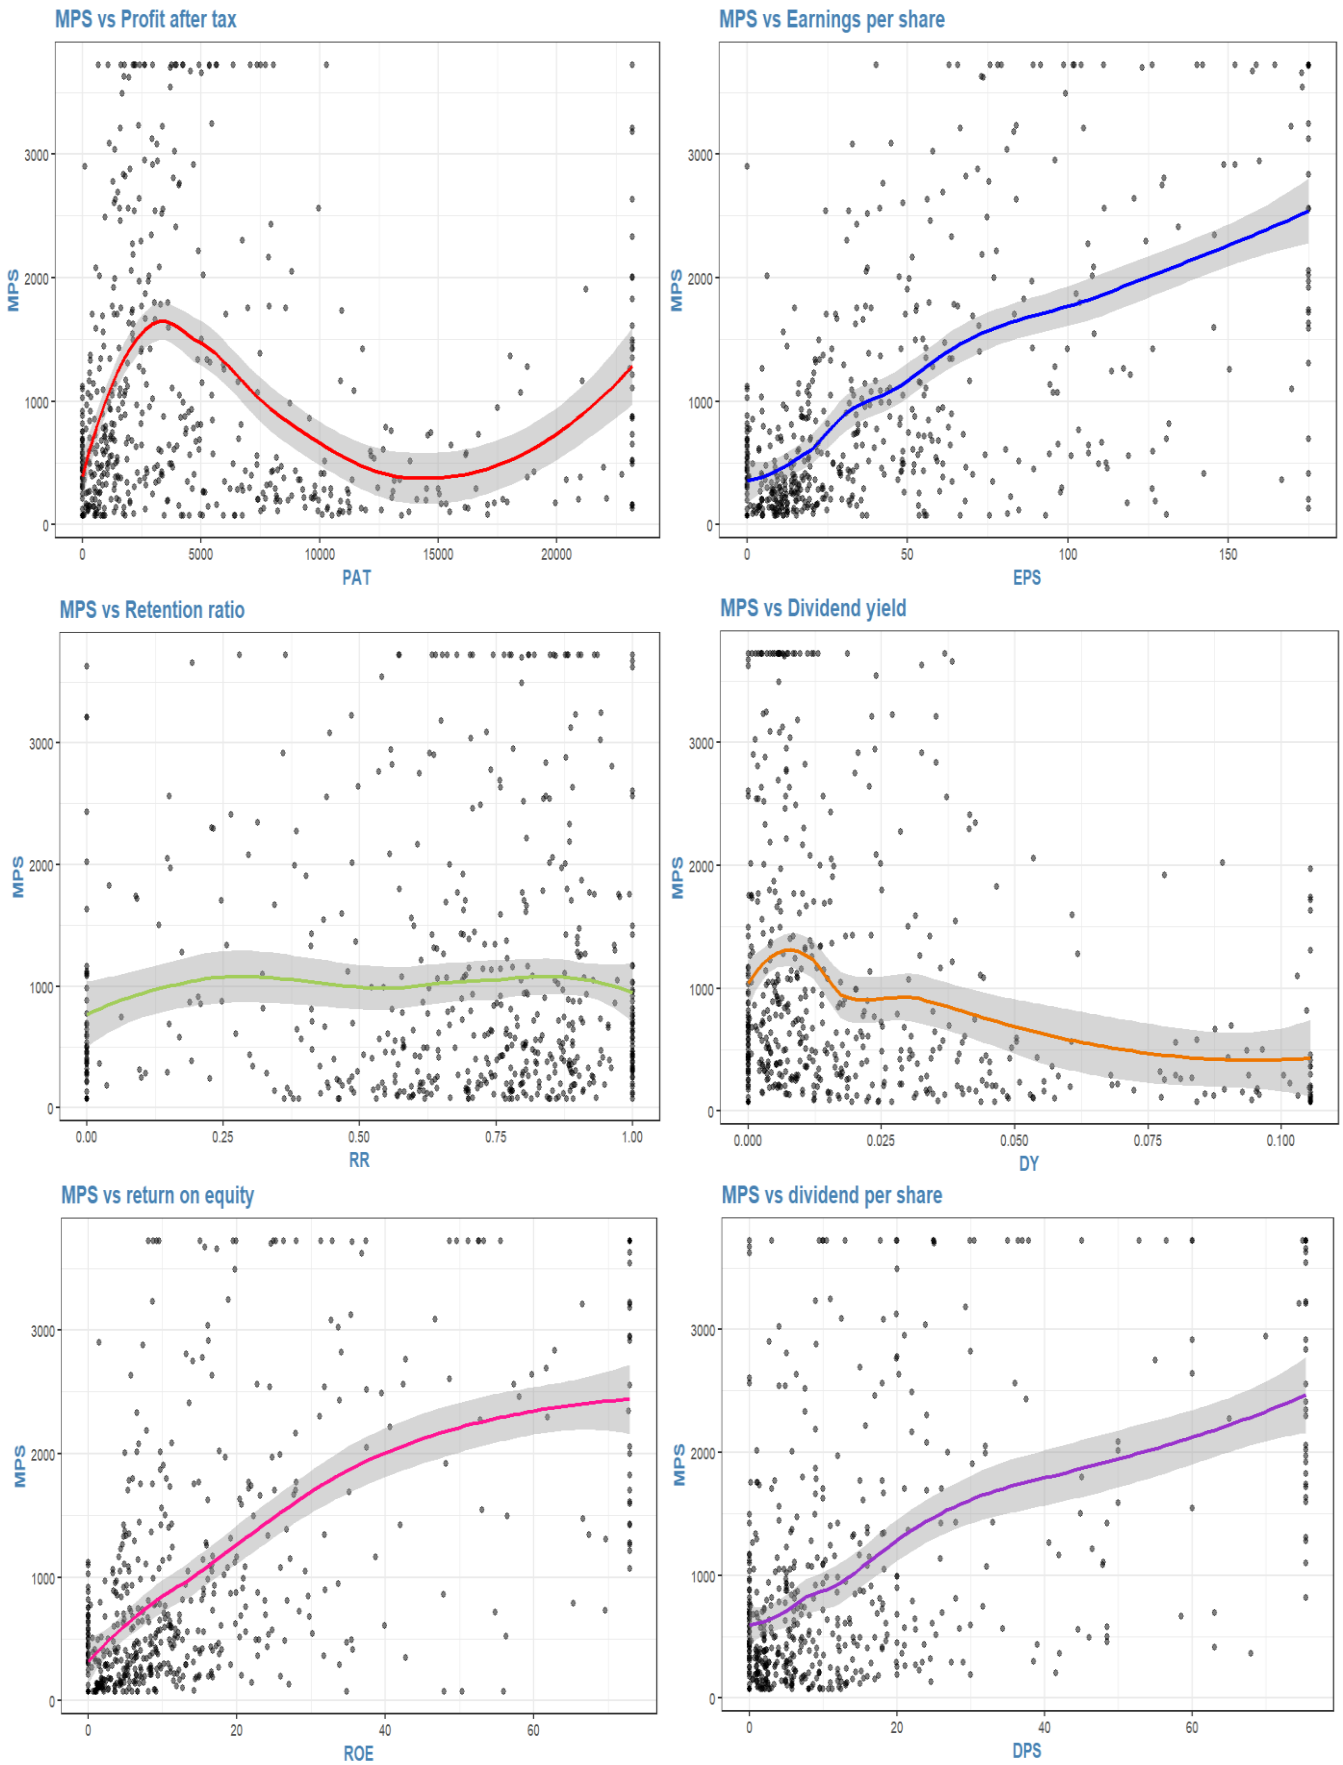 MPS vs Profit after tax
MPS
3000
2000
1000
0
0 5000 10000 15000 20000
PAT
MPS vs Earnings per share
MPS
3000
2000
1000
0
0 50 100 150
EPS
MPS vs Retention ratio
MPS
3000
2000
1000
0
0.00 0.25 0.50 0.75 1.00
RR
MPS vs Dividend yield
MPS
3000
2000
1000
0
0.000 0.025 0.050 0.075 0.100
DY
MPS vs return on equity
MPS
3000
2000
1000
0
0 20 40 60
ROE
MPS vs dividend per share
MPS
3000
2000
1000
0
0 20 40 60
DPS